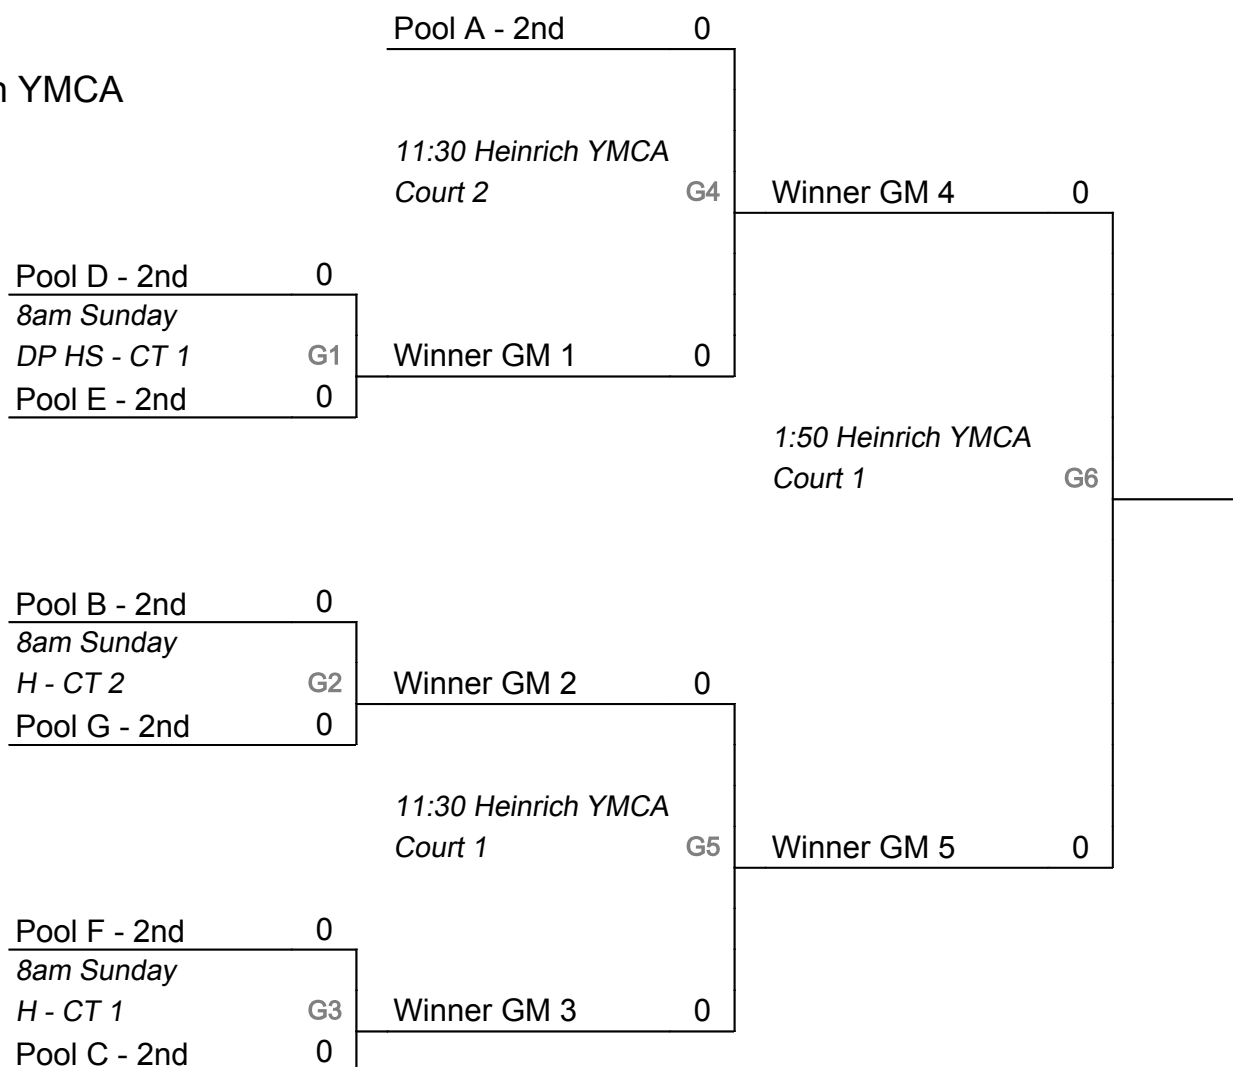 Pool A - 2nd 0
YMCA
11:30 Heinrich YMCA
Court 2 G4
Winner GM 4 0
Pool D - 2nd 0
8am Sunday
DP HS - CT 1 G1
Winner GM 1 0
Pool E - 2nd 0
1:50 Heinrich YMCA
Court 1 G6
Pool B - 2nd 0
8am Sunday
H - CT 2 G2
Winner GM 2 0
Pool G - 2nd 0
11:30 Heinrich YMCA
Court 1 G5
Winner GM 5 0
Pool F - 2nd 0
8am Sunday
H - CT 1 G3
Winner GM 3 0
Pool C - 2nd 0